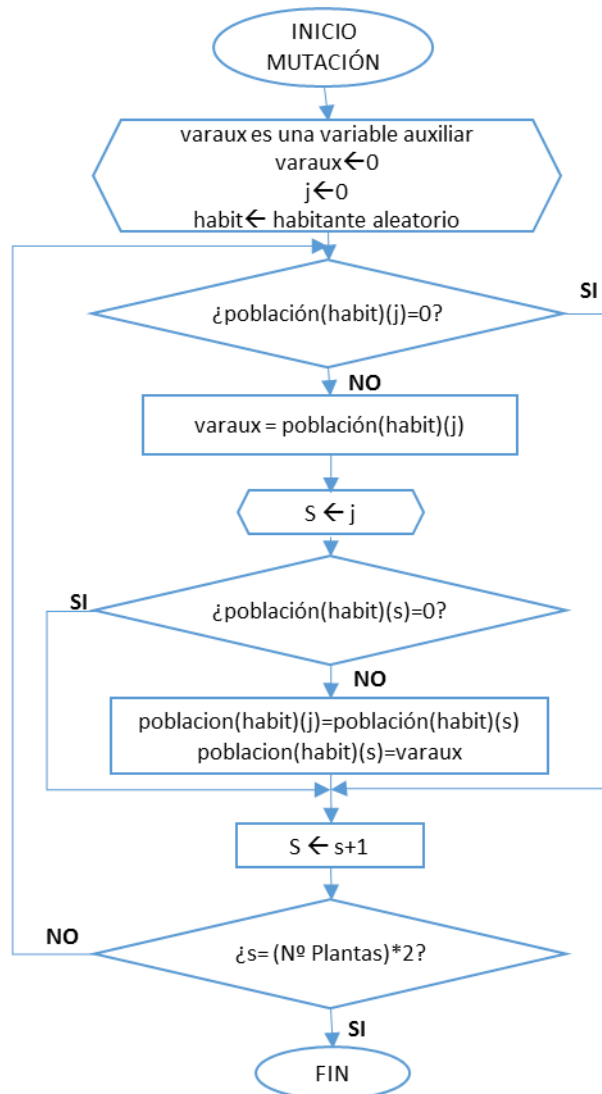 INICIO
MUTACIÓN
varaux es una variable auxiliar
varaux←0
j←0
habit← habitante aleatorio
¿población(habit)(j)=0?
SI
NO
varaux = población(habit)(j)
S ← j
¿población(habit)(s)=0?
SI
NO
poblacion(habit)(j)=población(habit)(s)
poblacion(habit)(s)=varaux
S ← s+1
¿s= (Nº Plantas)*2?
NO
SI
FIN